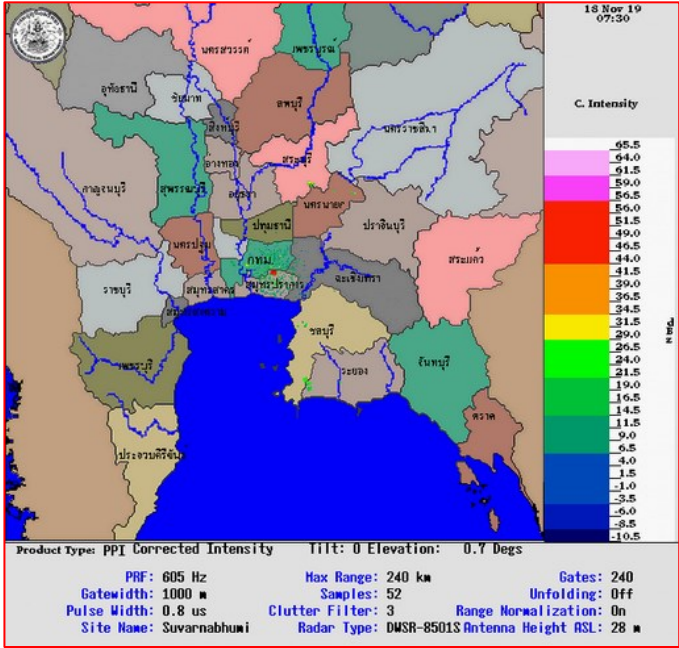 18 Nov 19
07:30
C. Intensity
นครสวรรค์
เพชรบูรณ์
อุทัยธานี
ชัยนาท
ลพบุรี
สิงหบุรี
นครราชสีมา
อ่างทอง
สระบุรี
กาญจนบุรี
สุพรรณบุรี
อยุธยา
นครนายก
ปราจีนบุรี
ปทุมธานี
นครปฐม
กทม.
สระแก้ว
ราชบุรี
สมุทรสาคร
สมุทรปราการ
ฉะเชิงเทรา
ชลบุรี
เพชรบุรี
ระยอง
จันทบุรี
ตราด
ประจวบคีรีขันธ์
65.5
64.0
61.5
59.0
56.5
56.0
51.5
49.0
46.5
44.0
41.5
39.0
36.5
34.0
31.5
29.0
26.5
24.0
21.5
19.0
16.5
14.5
11.5
9.0
6.5
4.0
1.5
-1.0
-3.5
-6.0
-8.5
-10.5
Product Type: PPI Corrected Intensity Tilt: 0 Elevation: 0.7 Degs
PRF: 605 Hz Max Range: 240 km Gates: 240
Gatewidth: 1000 m Samples: 52 Unfolding: Off
Pulse Width: 0.8 us Clutter Filter: 3 Range Normalization: On
Site Name: Suvarnabhumi Radar Type: DWSR-8501S Antenna Height ASL: 28 m